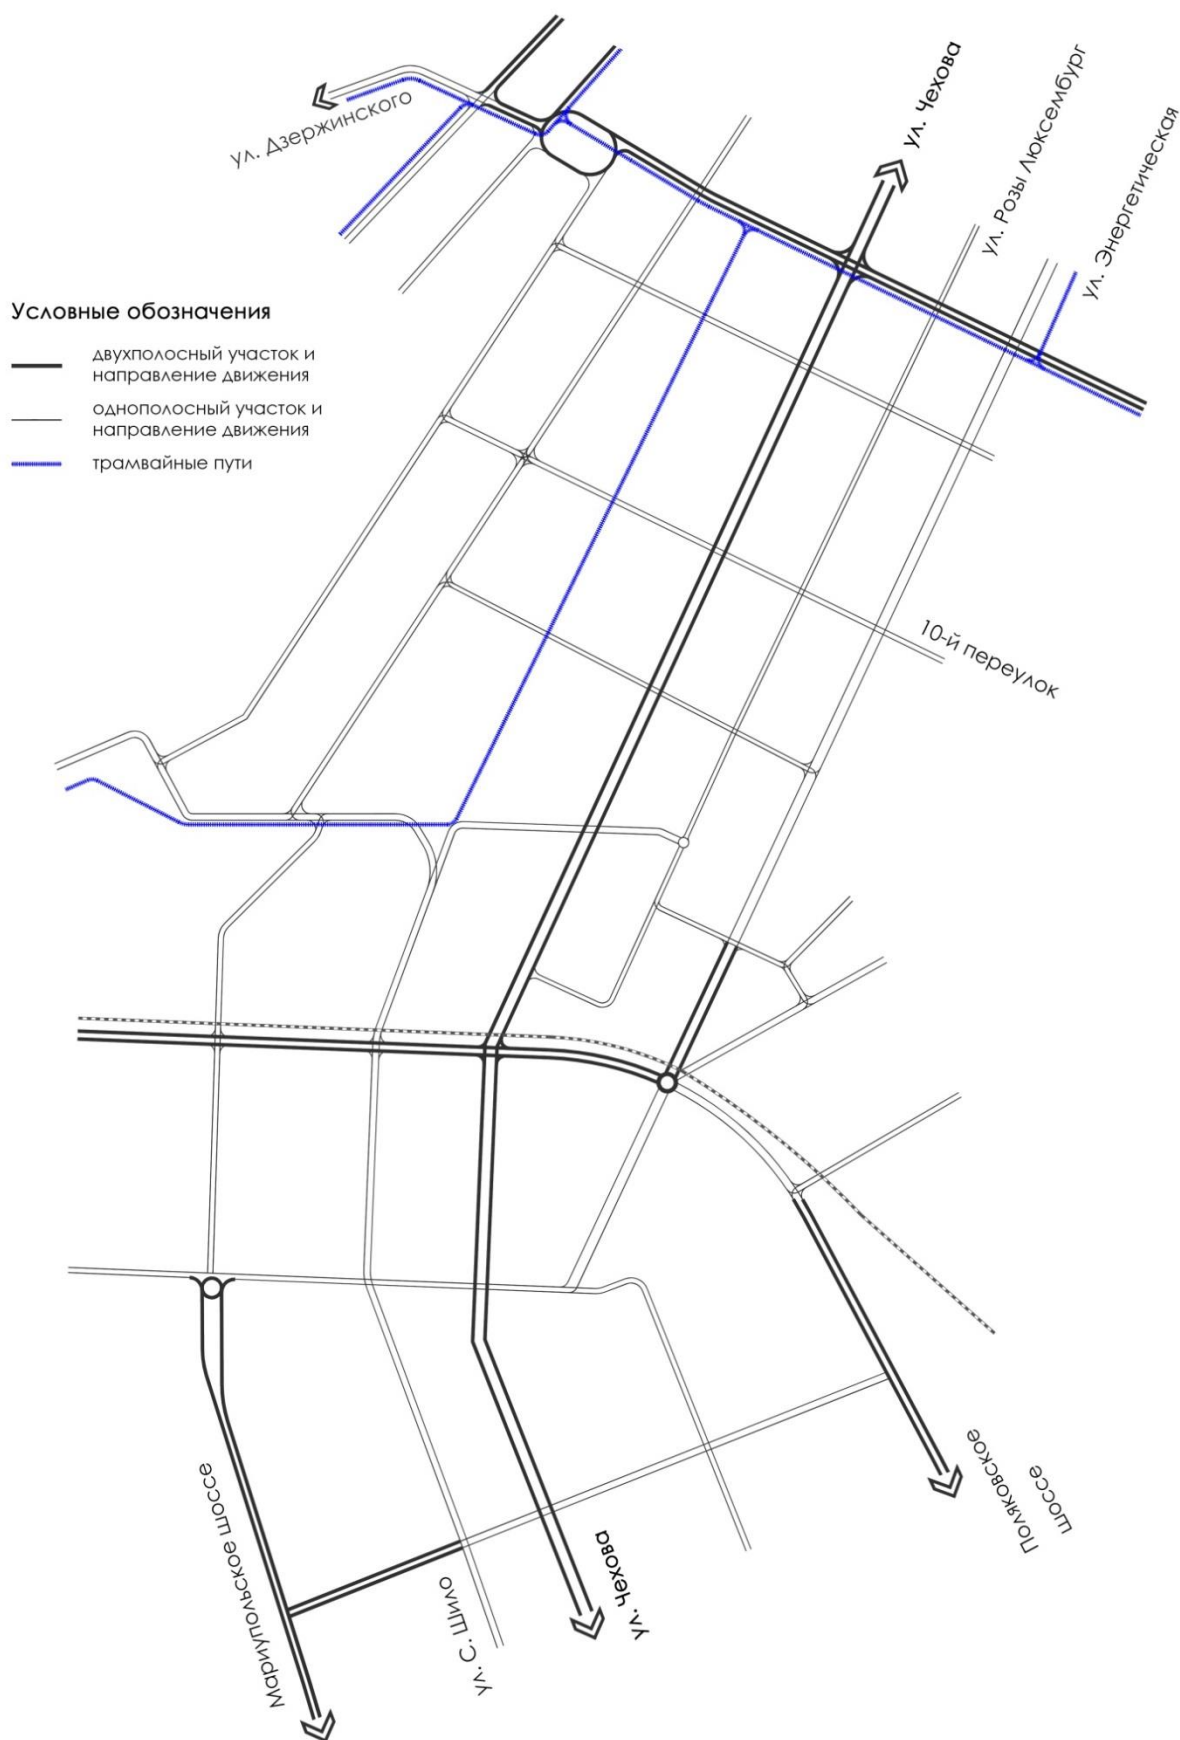 ул. Чехова
ул. Розы Люксембург
ул. Энергетическая
ул. Дзержинского
Условные обозначения
двухполосный участок и
направление движения
однополосный участок и
направление движения
трамвайные пути
10-й переулок
Поляковское
шоссе
Мариупольское шоссе
ул. С. Шило
ул. Чехова